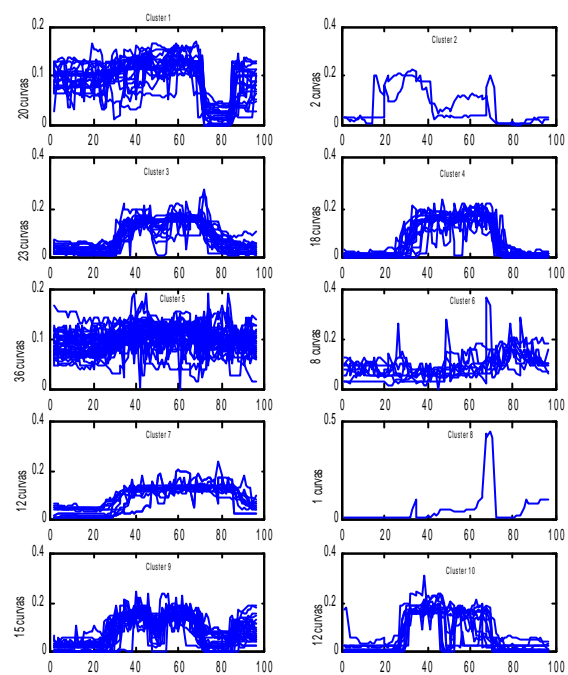 Cluster 1
0.2
0.1
0
20 curvas
0 20 40 60 80 100
Cluster 2
0.4
0.2
0
2 curvas
0 20 40 60 80 100
Cluster 3
0.4
0.2
0
23 curvas
0 20 40 60 80 100
Cluster 4
0.4
0.2
0
18 curvas
0 20 40 60 80 100
Cluster 5
0.2
0.1
0
36 curvas
0 20 40 60 80 100
Cluster 6
0.4
0.2
0
8 curvas
0 20 40 60 80 100
Cluster 7
0.4
0.2
0
12 curvas
0 20 40 60 80 100
Cluster 8
0.5
0
1 curvas
0 20 40 60 80 100
Cluster 9
0.4
0.2
0
15 curvas
0 20 40 60 80 100
Cluster 10
0.4
0.2
0
12 curvas
0 20 40 60 80 100